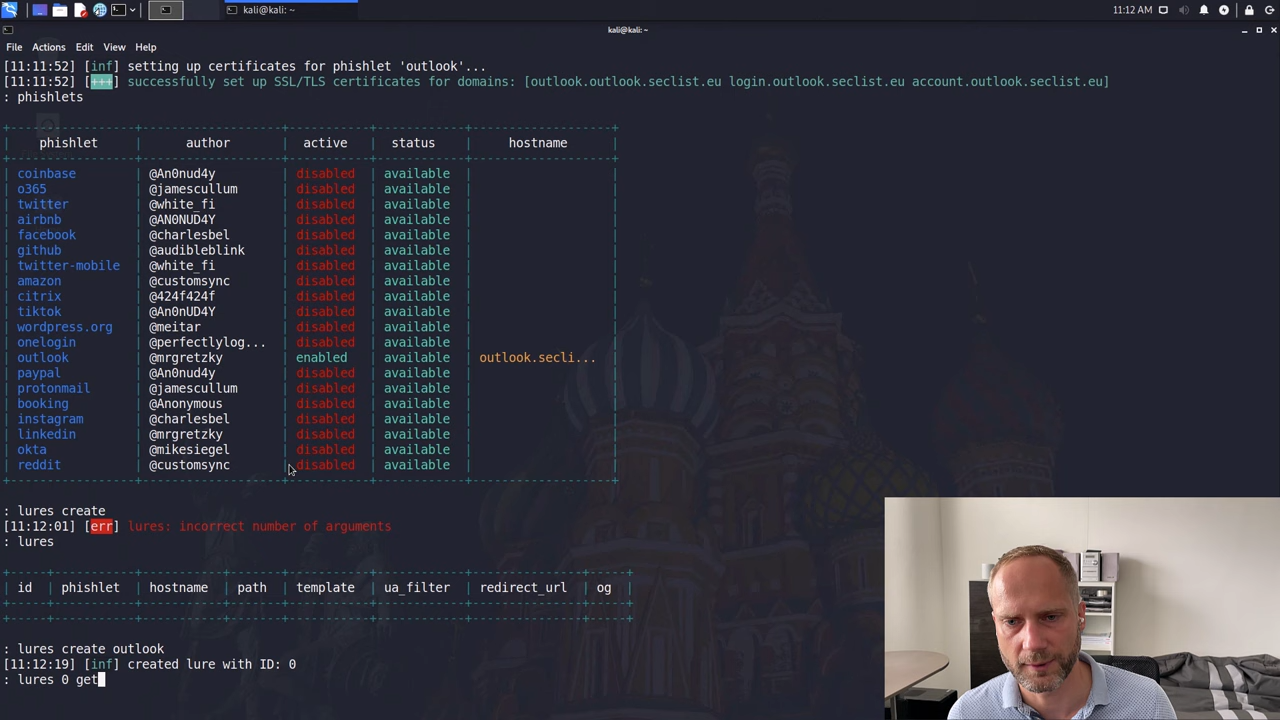 kali@kali: ~
11:12 AM
kali@kali: ~
File Actions Edit View Help
[11:11:52] [inf] setting up certificates for phishlet 'outlook'...
[11:11:52] [+++] successfully set up SSL/TLS certificates for domains: [outlook.outlook.seclist.eu login.outlook.seclist.eu account.outlook.seclist.eu]
: phishlets
| phishlet | author | active | status | hostname |
| coinbase | @An0nud4y | disabled | available | |
| o365 | @jamescullum | disabled | available | |
| twitter | @white_fi | disabled | available | |
| airbnb | @AN0NUD4Y | disabled | available | |
| facebook | @charlesbel | disabled | available | |
| github | @audibleblink | disabled | available | |
| twitter-mobile | @white_fi | disabled | available | |
| amazon | @customsync | disabled | available | |
| citrix | @424f424f | disabled | available | |
| tiktok | @An0nUD4Y | disabled | available | |
| wordpress.org | @meitar | disabled | available | |
| onelogin | @perfectlylog... | disabled | available | |
| outlook | @mrgretzky | enabled | available | outlook.secli... |
| paypal | @An0nud4y | disabled | available | |
| protonmail | @jamescullum | disabled | available | |
| booking | @Anonymous | disabled | available | |
| instagram | @charlesbel | disabled | available | |
| linkedin | @mrgretzky | disabled | available | |
| okta | @mikesiegel | disabled | available | |
| reddit | @customsync | disabled | available | |
: lures create
[11:12:01] [err] lures: incorrect number of arguments
: lures
| id | phishlet | hostname | path | template | ua_filter | redirect_url | og |
: lures create outlook
[11:12:19] [inf] created lure with ID: 0
: lures 0 get